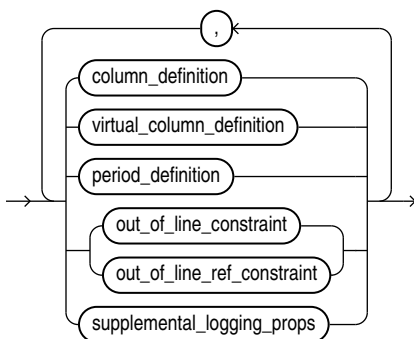 ,
column_definition
virtual_column_definition
period_definition
out_of_line_constraint
out_of_line_ref_constraint
supplemental_logging_props